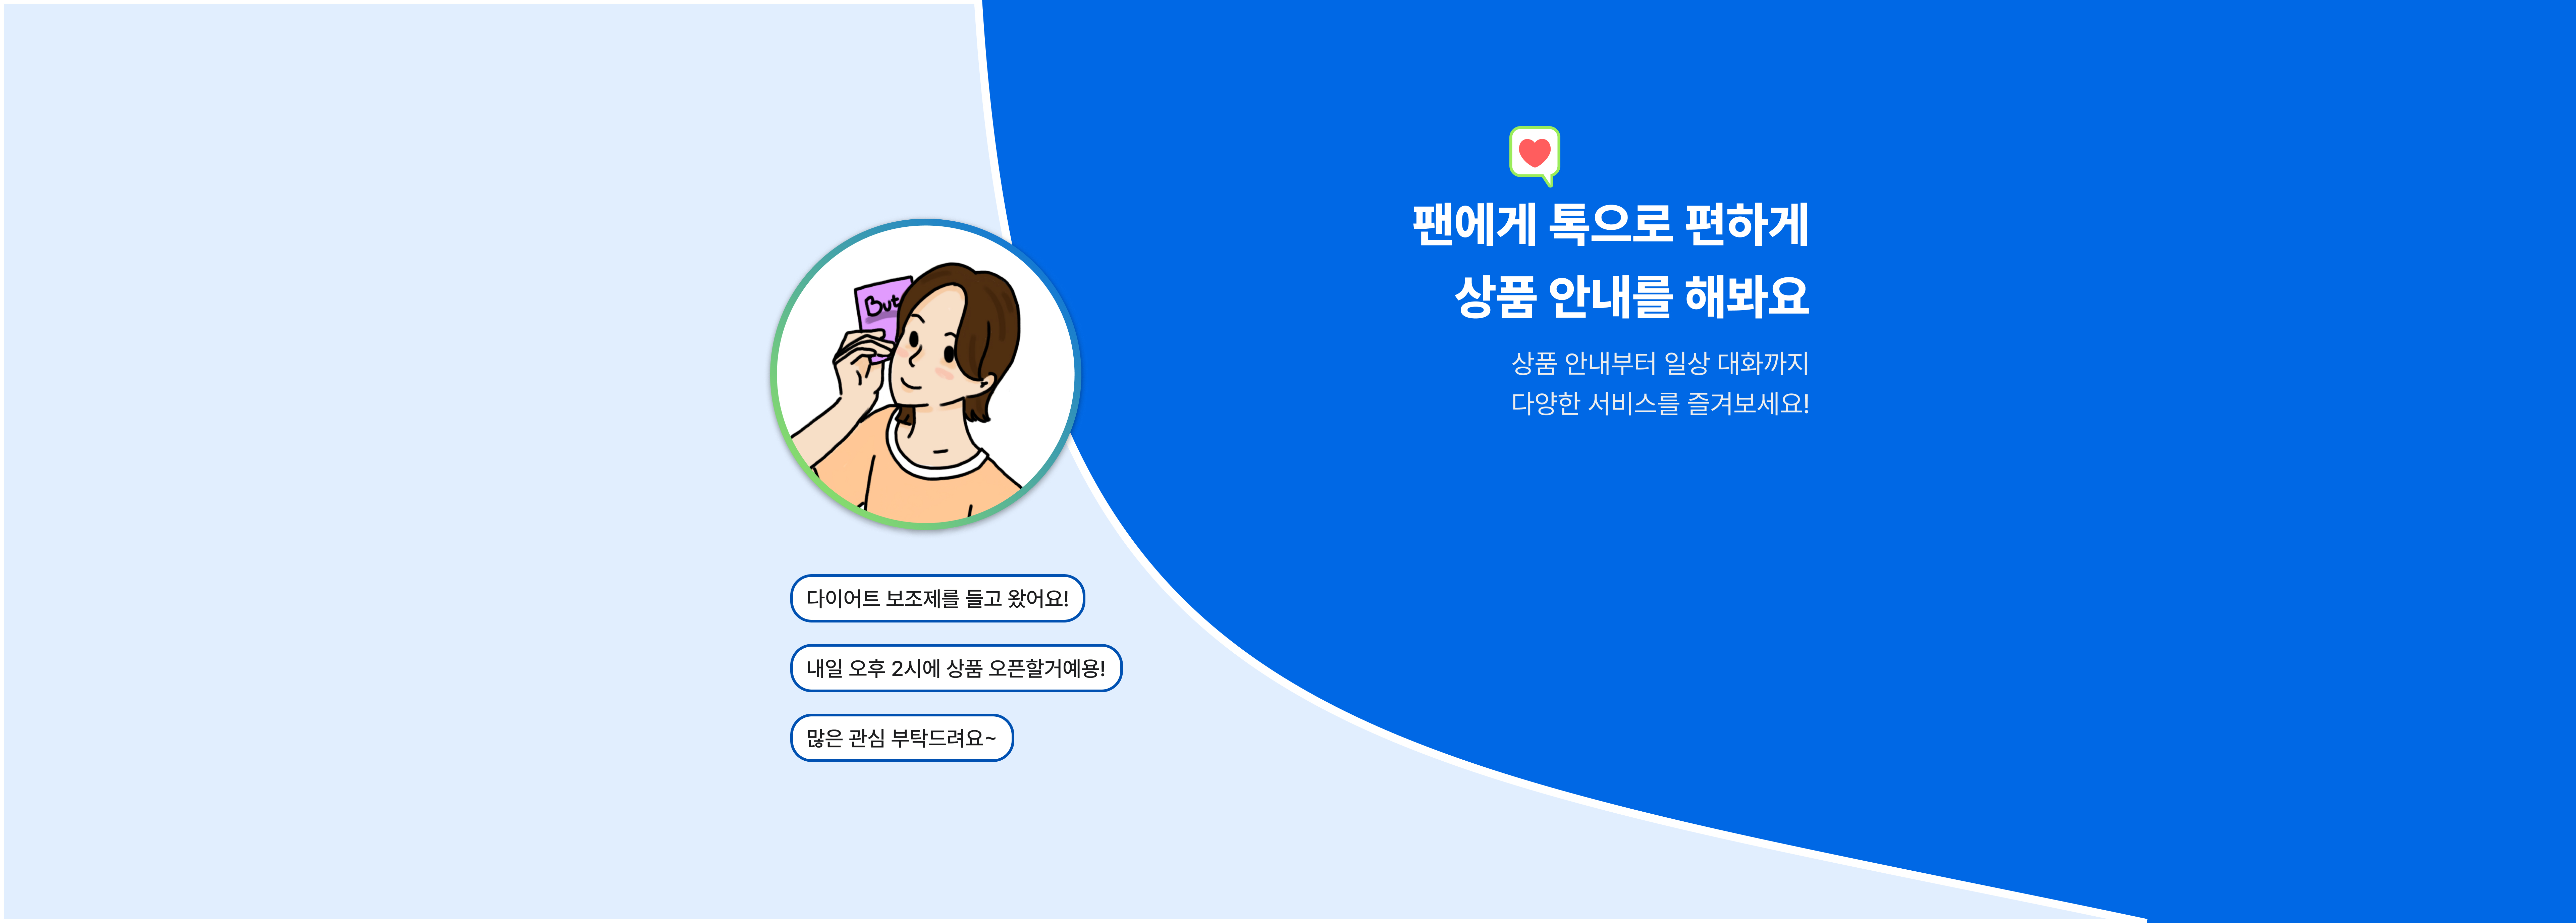 팬에게 톡으로 편하게
상품 안내를 해봐요
상품 안내부터 일상 대화까지
다양한 서비스를 즐겨보세요!
But
다이어트 보조제를 들고 왔어요!
내일 오후 2시에 상품 오픈할거예용!
많은 관심 부탁드려요~